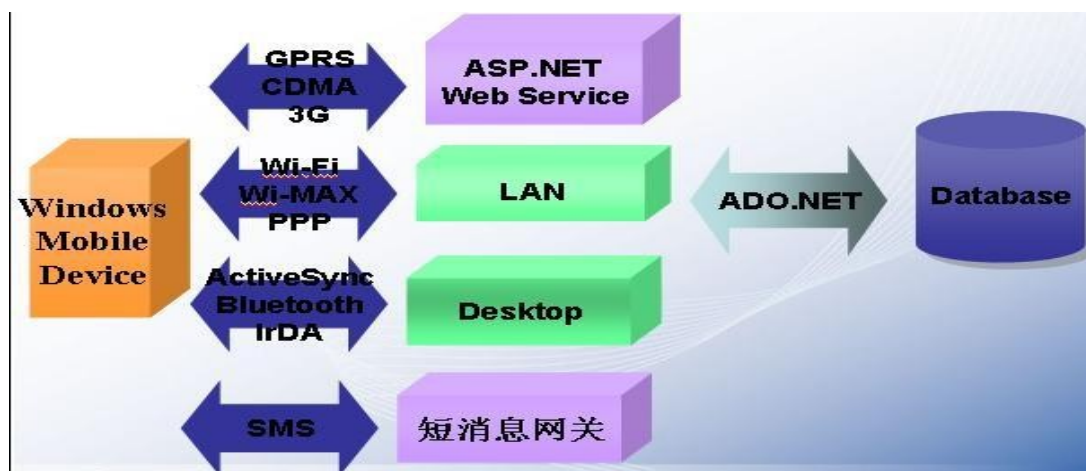 GPRS
CDMA
3G
ASP.NET
Web Service
Windows
Mobile
Device
Wi-Fi
Wi-MAX
PPP
LAN
ADO.NET
Database
ActiveSync
Bluetooth
IrDA
Desktop
SMS
短消息网关